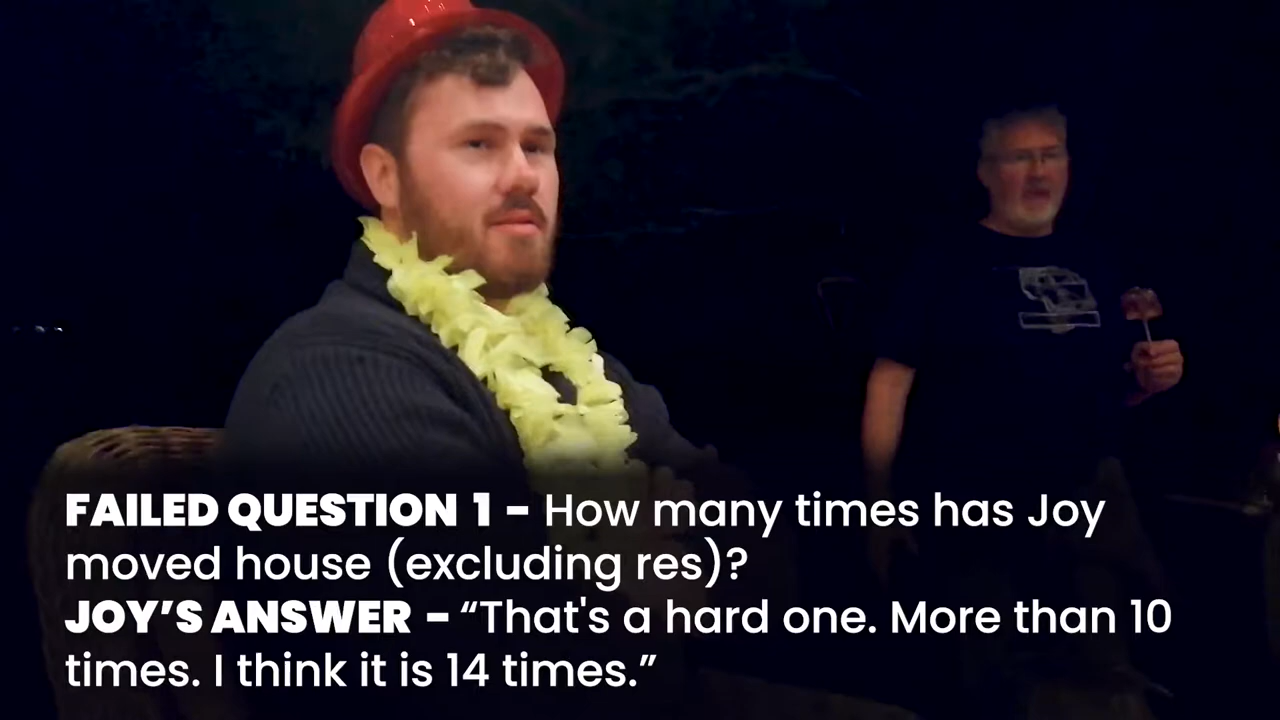 FAILED QUESTION 1 – How many times has Joy
moved house (excluding res)?
JOY’S ANSWER – “That's a hard one. More than 10
times. I think it is 14 times.”